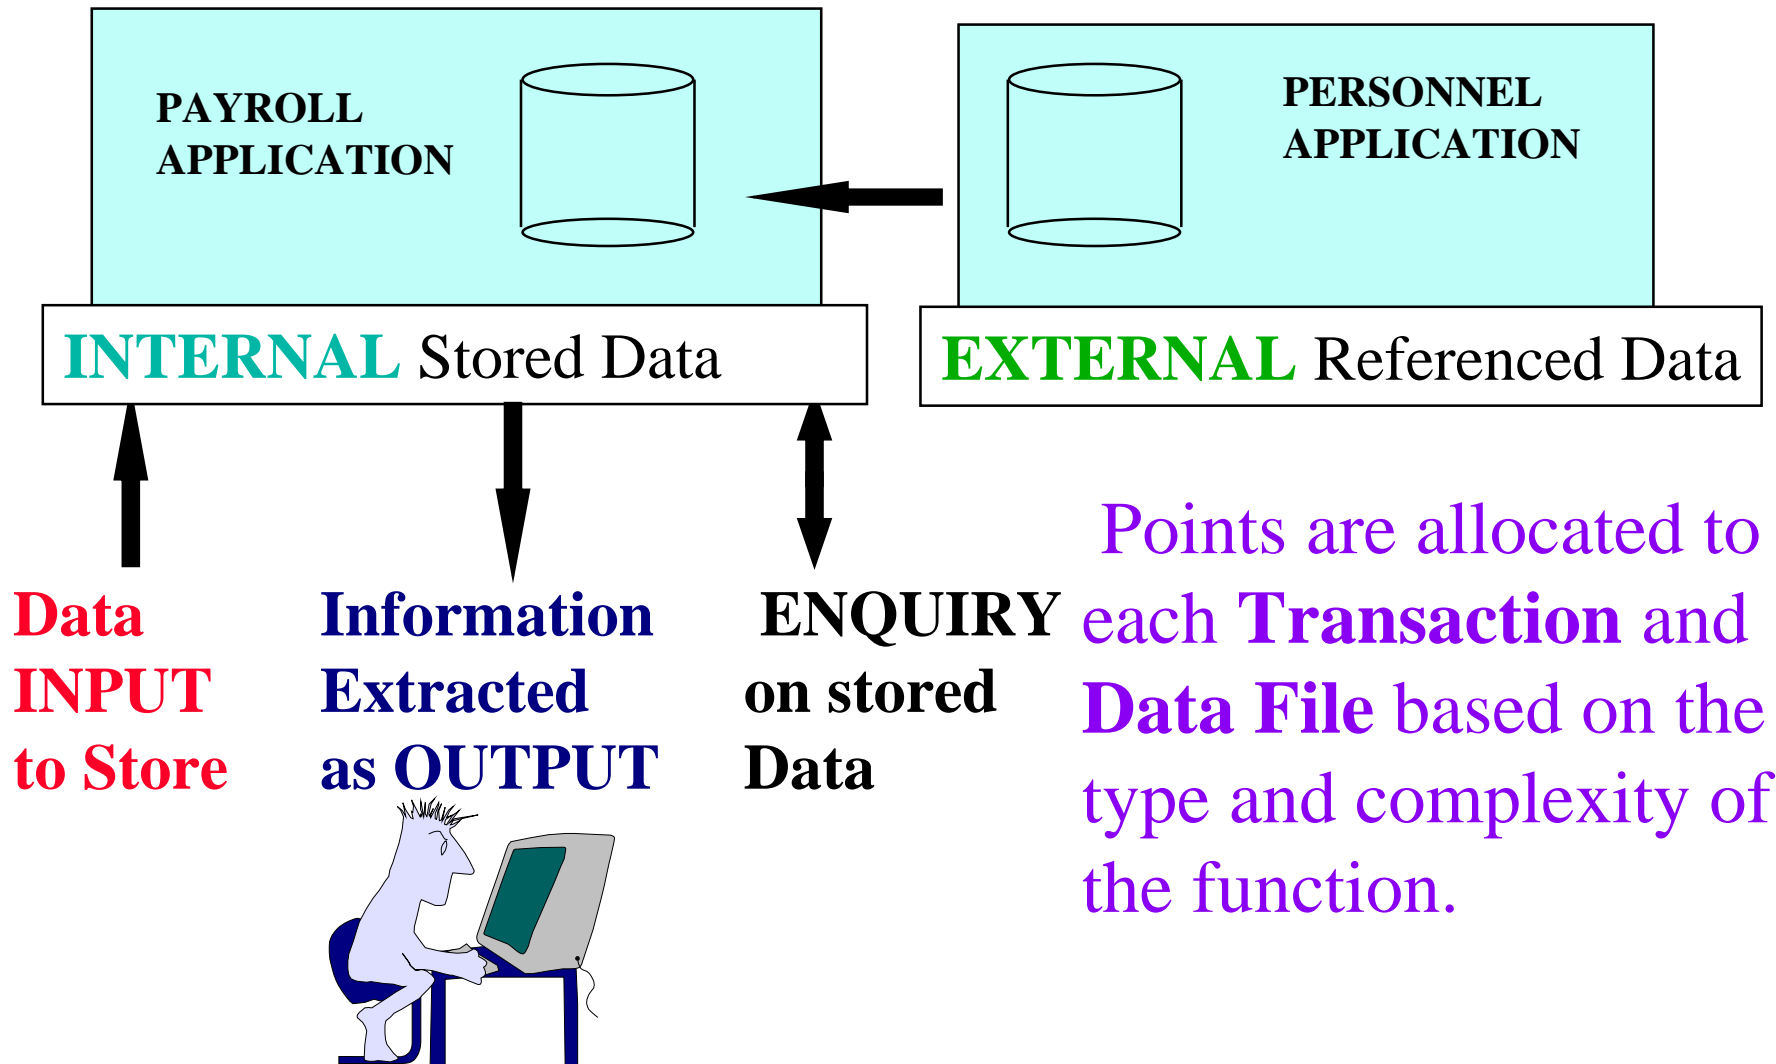 PAYROLL
APPLICATION
PERSONNEL
APPLICATION
INTERNAL Stored Data
EXTERNAL Referenced Data
Data
INPUT
to Store
Information
Extracted
as OUTPUT
ENQUIRY
on stored
Data
Points are allocated to
each Transaction and
Data File based on the
type and complexity of
the function.